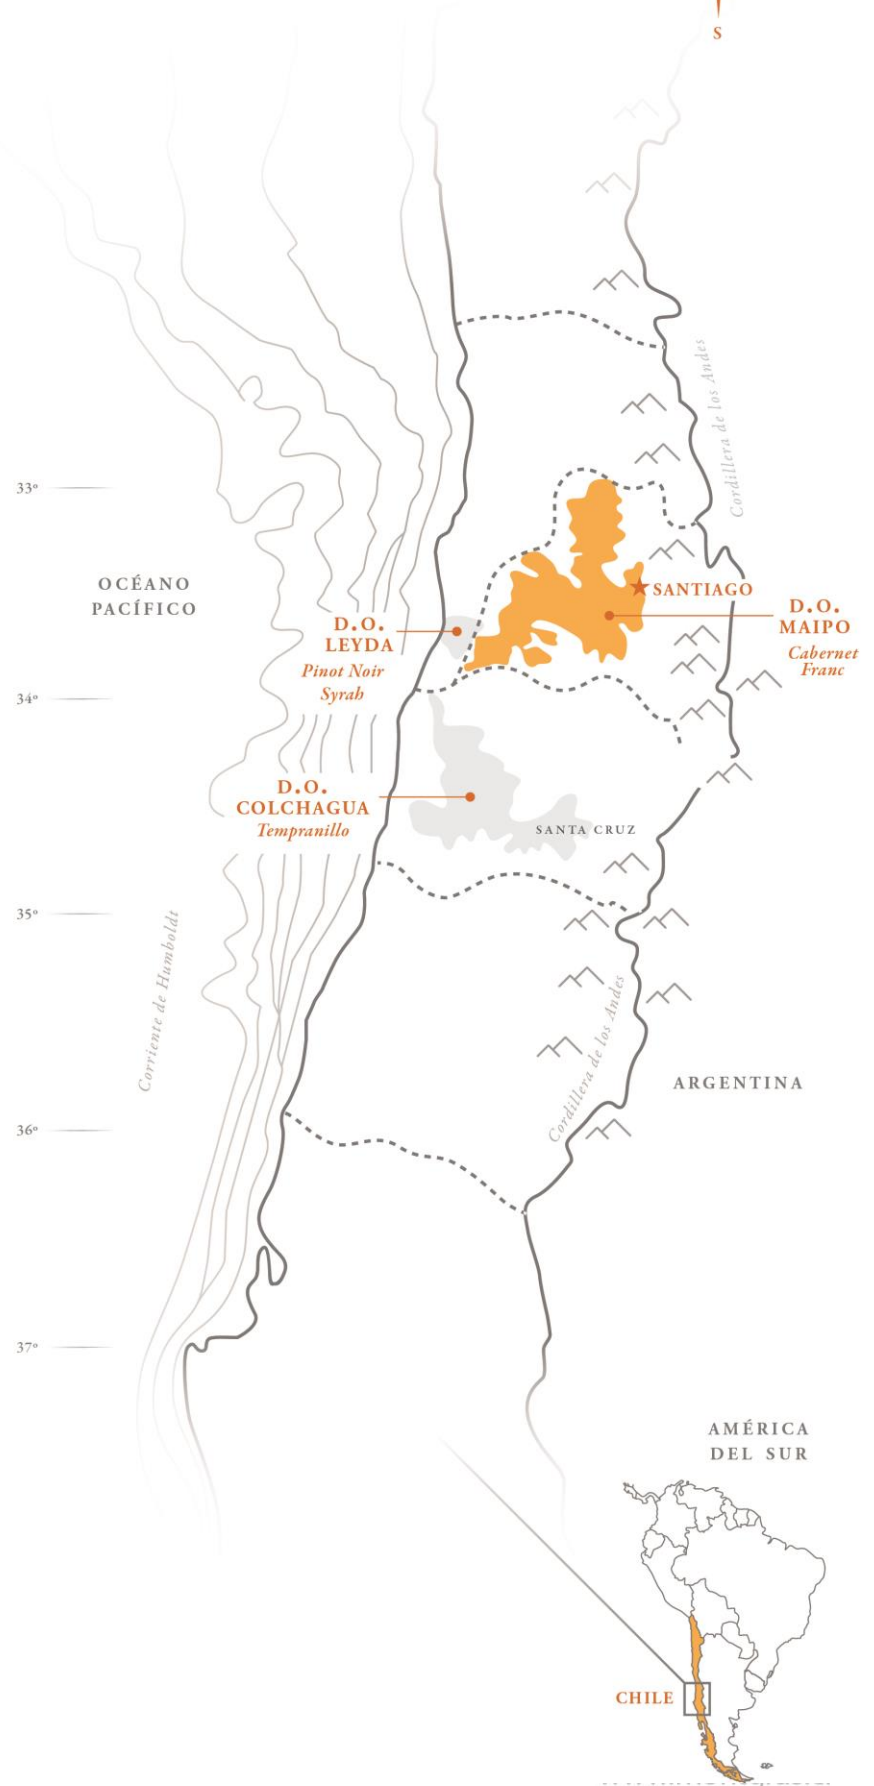 S
Cordillera de los Andes
33º
OCÉANO
PACÍFICO
SANTIAGO
D.O.
MAIPO
Cabernet
Franc
D.O.
LEYDA
Pinot Noir
Syrah
34º
D.O.
COLCHAGUA
Tempranillo
SANTA CRUZ
35º
Corriente de Humboldt
Cordillera de los Andes
ARGENTINA
36º
37º
AMÉRICA
DEL SUR
CHILE